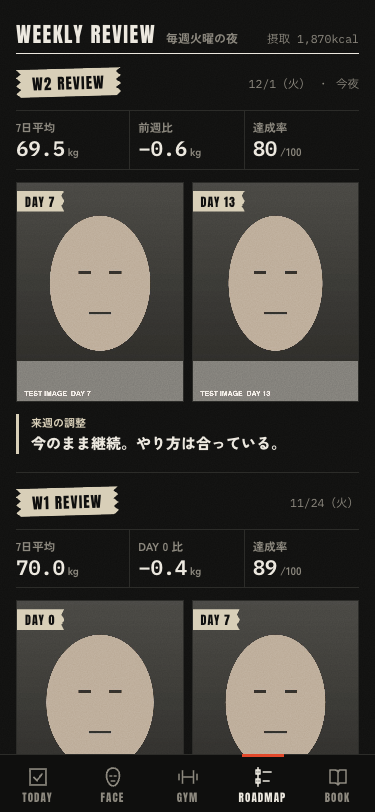 WEEKLY REVIEW 毎週火曜の夜 摂取 1,870kcal
W2 REVIEW 12/1（火） ・ 今夜
7日平均 前週比 達成率
69.5kg −0.6kg 80/100
DAY 7 DAY 13
TEST IMAGE DAY 7 TEST IMAGE DAY 13
来週の調整
今のまま継続。やり方は合っている。
W1 REVIEW 11/24（火）
7日平均 DAY 0 比 達成率
70.0kg −0.4kg 89/100
DAY 0 DAY 7
TODAY FACE GYM ROADMAP BOOK